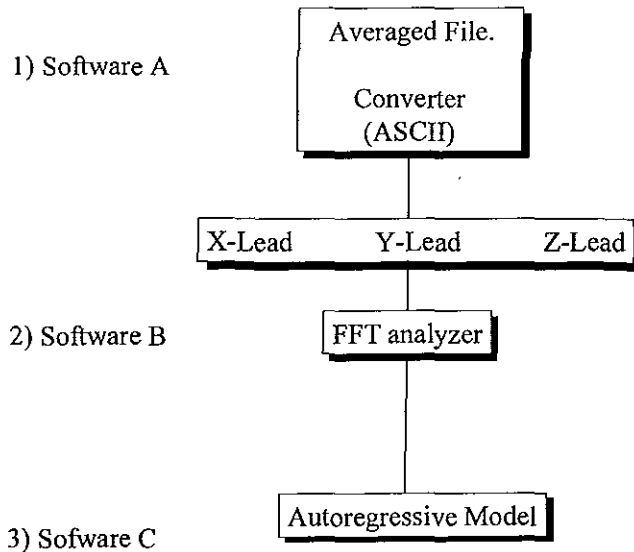 Averaged File.
1) Software A
Converter
(ASCII)
X-Lead Y-Lead Z-Lead
2) Software B
FFT analyzer
Autoregressive Model
3) Sofware C